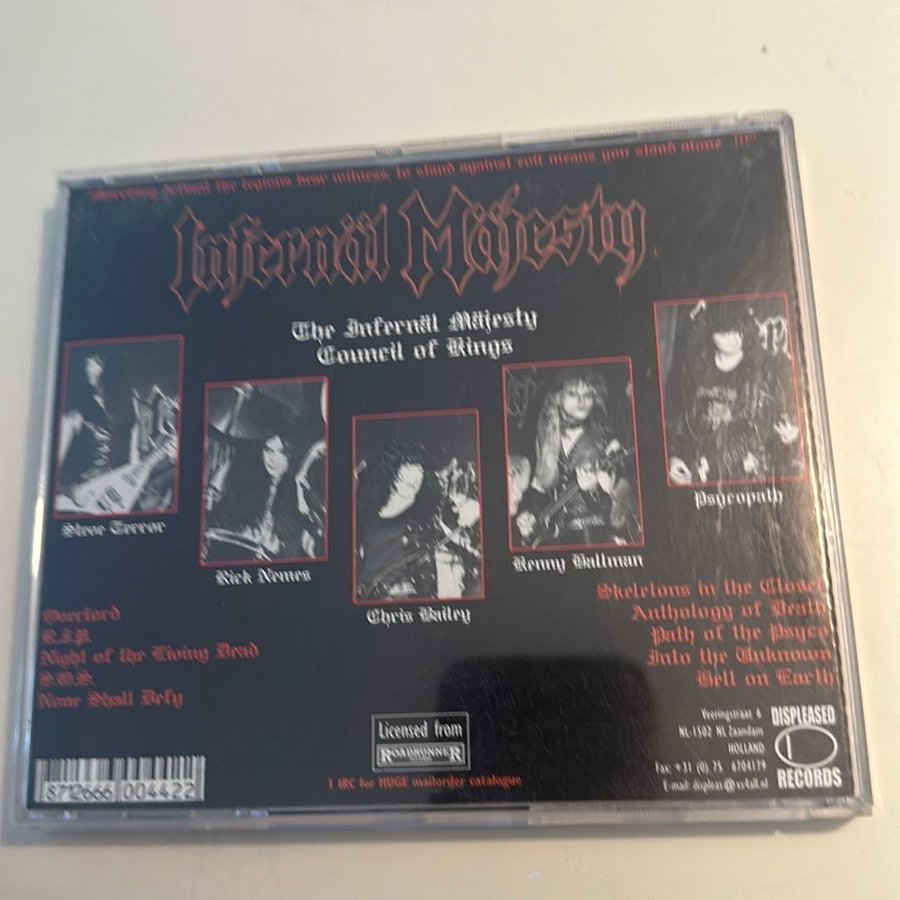 defiant the legions bear witness, to stand against evil means you stand alone !!!"
Infernäl Mäjesty
The Infernäl Mäjesty
Council of Kings
Steve Terror
Rick Nemes
Chris Bailey
Kenny Hallman
Psycopath
Overlord
R.I.P.
Night of the Living Dead
S.O.S.
None Shall Defy
Skeletons in the Closet
Anthology of Death
Path of the Psyco
Into the Unknown
Hell on Earth
Licensed from
ROADRUNNER
1 IRC for HUGE mailorder catalogue
8712666 004422
Veeringstraat 6
NL-1502 NL Zaandam
HOLLAND
Fax: +31 (0) 75 6704179
E-mail: displeas@xs4all.nl
DISPLEASED
RECORDS